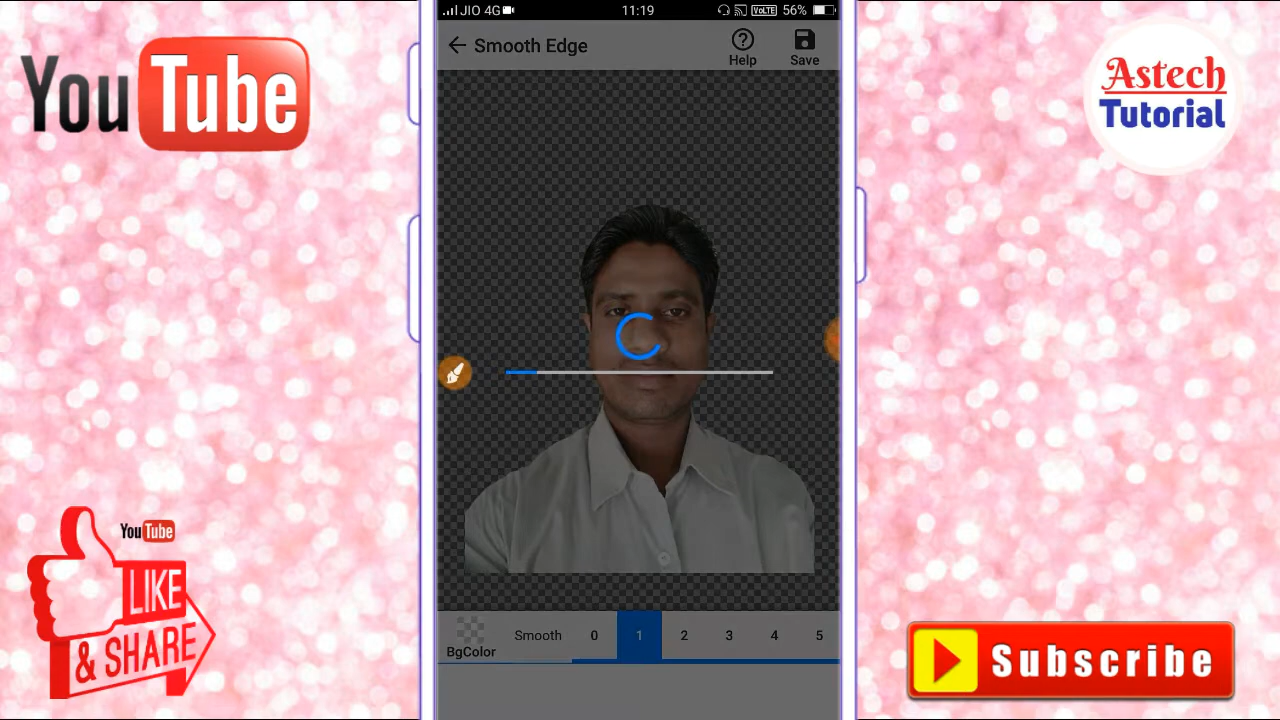 JIO 4G
11:19
VoLTE 56%
Smooth Edge
Help
Save
YouTube
Astech
Tutorial
YouTube
LIKE
& SHARE
BgColor
Smooth 0 1 2 3 4 5
Subscribe